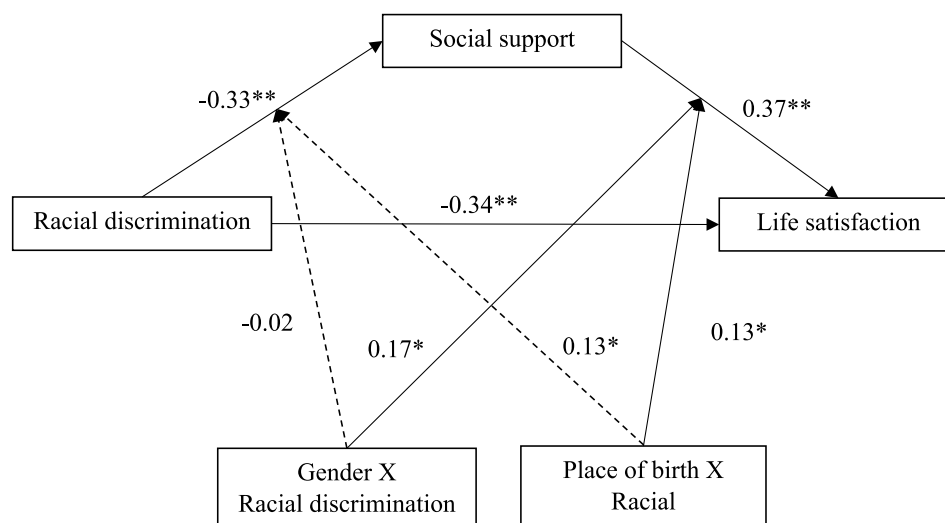 Social support
-0.33**
0.37**
Racial discrimination
-0.34**
Life satisfaction
-0.02
0.17*
0.13*
0.13*
Gender X
Racial discrimination
Place of birth X
Racial